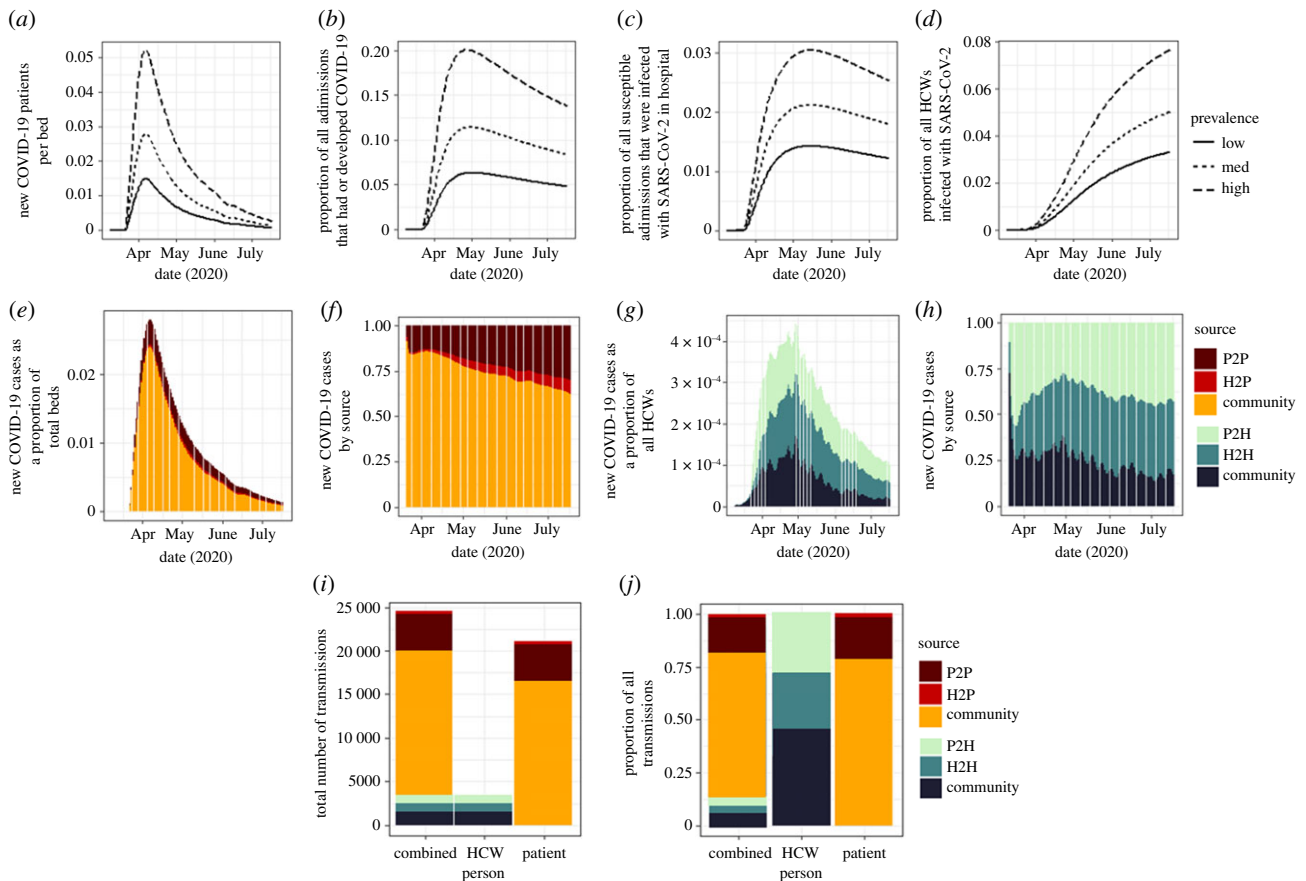 (a)
new COVID-19 patients
per bed
0.05
0.04
0.03
0.02
0.01
0
Apr May June July
date (2020)
(b)
proportion of all adimissions
that had or developed COVID-19
0.20
0.15
0.10
0.05
0
Apr May June July
date (2020)
(c)
proportion of all susceptible
adimissions that were infected
with SARS-CoV-2 in hospital
0.03
0.02
0.01
0
Apr May June July
date (2020)
(d)
proportion of all HCWs
infected with SARS-CoV-2
0.08
0.06
0.04
0.02
0
Apr May June July
date (2020)
prevalence
low
med
high
(e)
new COVID-19 cases as
a proportion of
total beds
0.02
0.01
0
Apr May June July
date (2020)
(f)
new COVID-19 cases
by source
1.00
0.75
0.50
0.25
0
Apr May June July
date (2020)
(g)
new COVID-19 cases as
a proportion of
all HCWs
4 × 10⁻⁴
3 × 10⁻⁴
2 × 10⁻⁴
1 × 10⁻⁴
0
Apr May June July
date (2020)
(h)
new COVID-19 cases
by source
1.00
0.75
0.50
0.25
0
Apr May June July
date (2020)
source
P2P
H2P
community
P2H
H2H
community
(i)
total number of transmissions
25 000
20 000
15 000
10 000
5000
0
combined HCW patient
person
(j)
proportion of all
transmissions
1.00
0.75
0.50
0.25
0
combined HCW patient
person
source
P2P
H2P
community
P2H
H2H
community